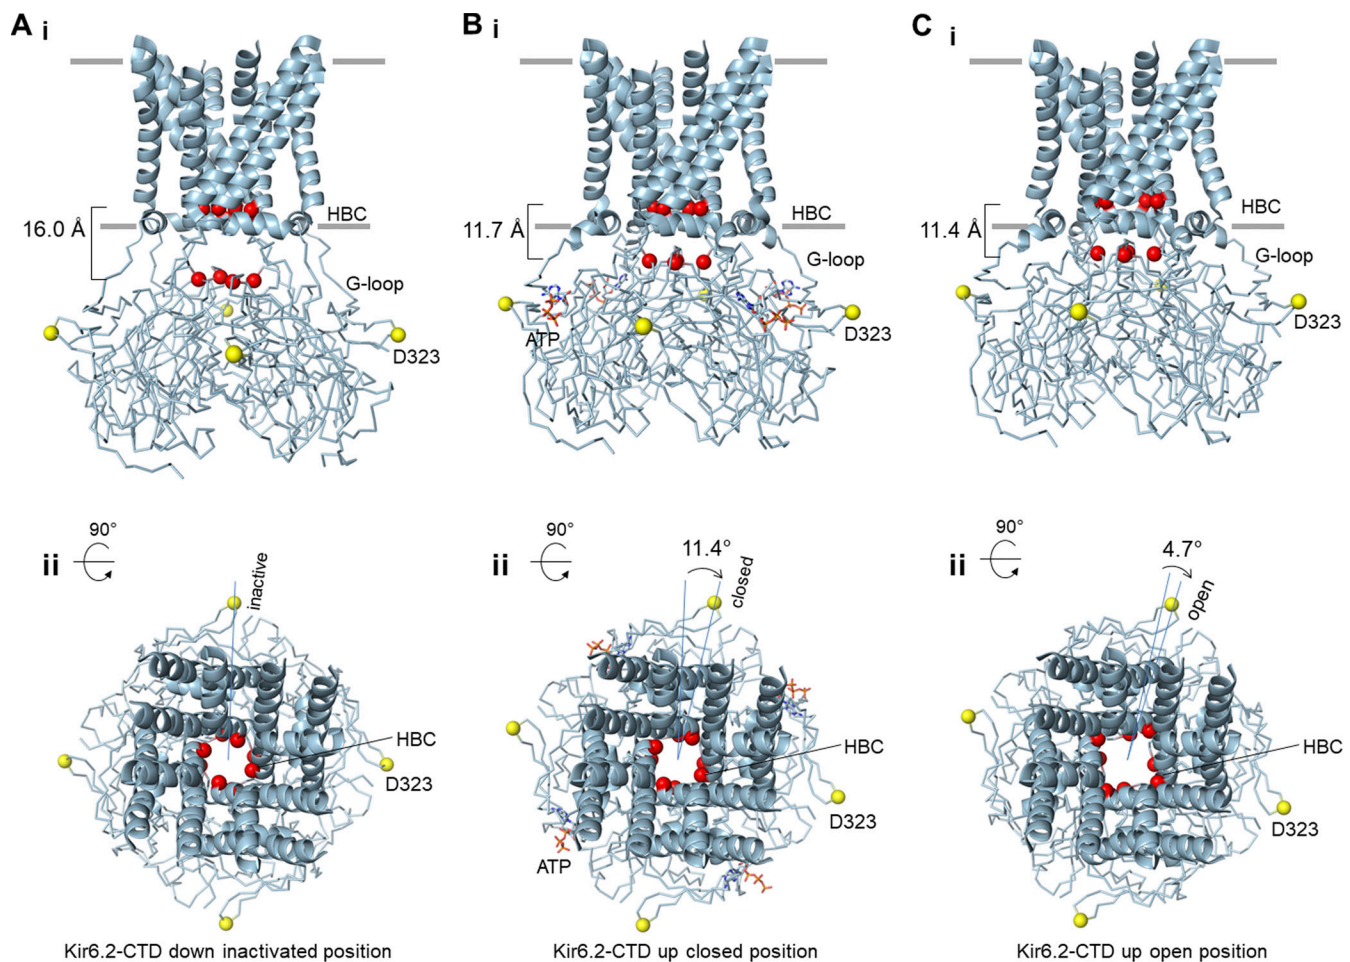 A i
B i
C i
HBC
16.0 Å
G-loop
D323
HBC
11.7 Å
G-loop
ATP
D323
HBC
11.4 Å
G-loop
D323
90°
ii
inactive
HBC
D323
90°
ii
11.4°
closed
HBC
D323
ATP
90°
ii
4.7°
open
HBC
D323
Kir6.2-CTD down inactivated position
Kir6.2-CTD up closed position
Kir6.2-CTD up open position